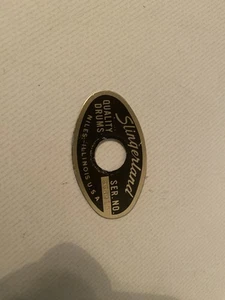 Slingerland
QUALITY
DRUMS
SER. NO.
NILES-ILLINOIS U.S.A